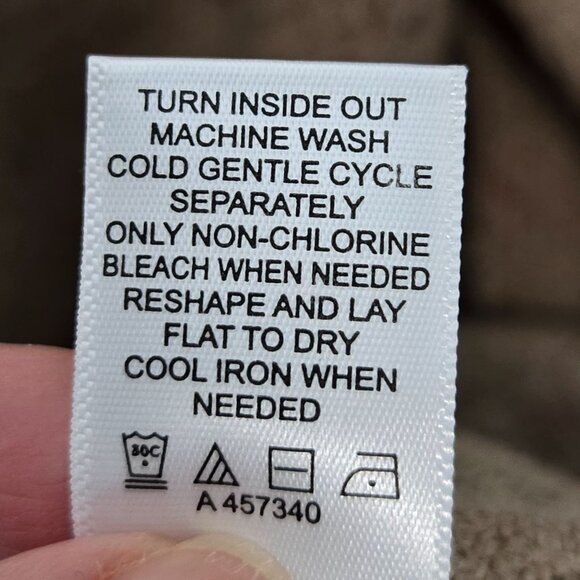 TURN INSIDE OUT
MACHINE WASH
COLD GENTLE CYCLE
SEPARATELY
ONLY NON-CHLORINE
BLEACH WHEN NEEDED
RESHAPE AND LAY
FLAT TO DRY
COOL IRON WHEN
NEEDED
30C
A 457340